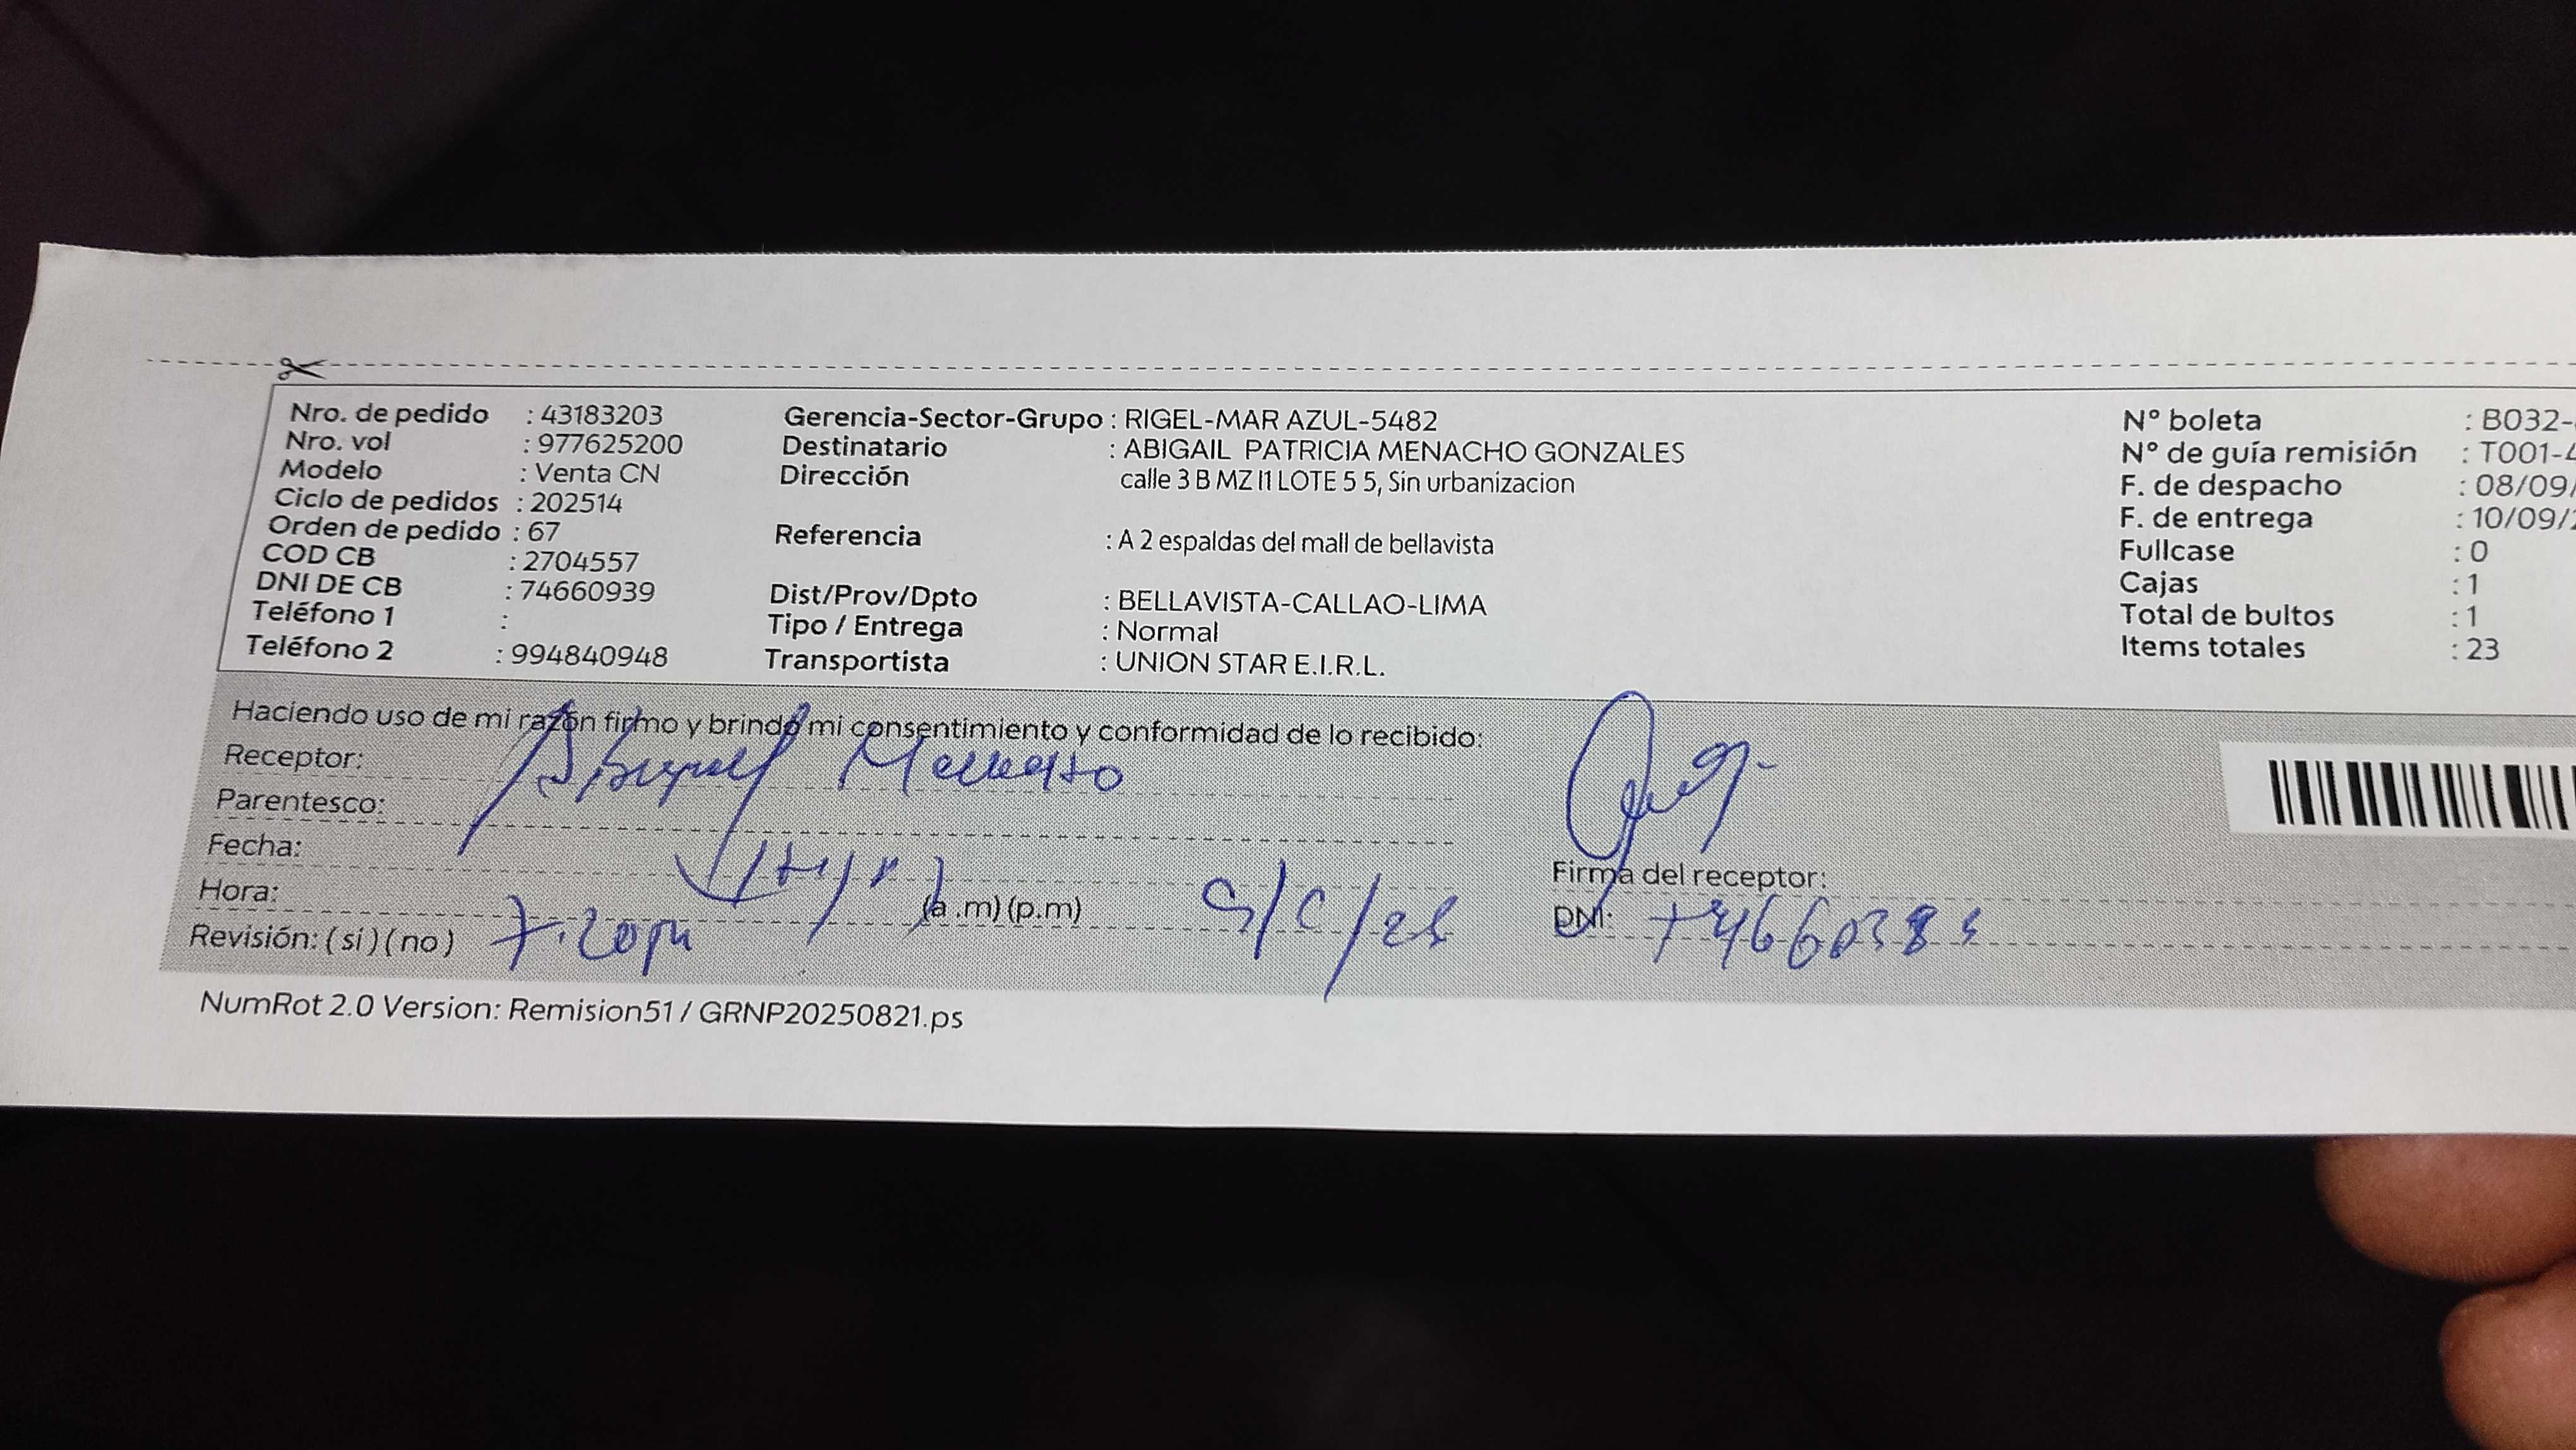 Nro. de pedido : 43183203
Nro. vol : 977625200
Modelo : Venta CN
Ciclo de pedidos : 202514
Orden de pedido : 67
COD CB : 2704557
DNI DE CB : 74660939
Teléfono 1 :
Teléfono 2 : 994840948
Gerencia-Sector-Grupo : RIGEL-MAR AZUL-5482
Destinatario : ABIGAIL PATRICIA MENACHO GONZALES
Dirección calle 3 B MZ I1 LOTE 5 5, Sin urbanizacion
Referencia : A 2 espaldas del mall de bellavista
Dist/Prov/Dpto : BELLAVISTA-CALLAO-LIMA
Tipo / Entrega : Normal
Transportista : UNION STAR E.I.R.L.
N° boleta : B032-
N° de guía remisión : T001-4
F. de despacho : 08/09/
F. de entrega : 10/09/2
Fullcase : 0
Cajas : 1
Total de bultos : 1
Items totales : 23
Haciendo uso de mi razón firmo y brindo mi consentimiento y conformidad de lo recibido:
Receptor: Abigail Menacho
Parentesco:
Fecha:
Hora: (a .m) (p.m)
Revisión: ( si ) ( no )
Firma del receptor:
DNI:
NumRot 2.0 Version: Remision51 / GRNP20250821.ps